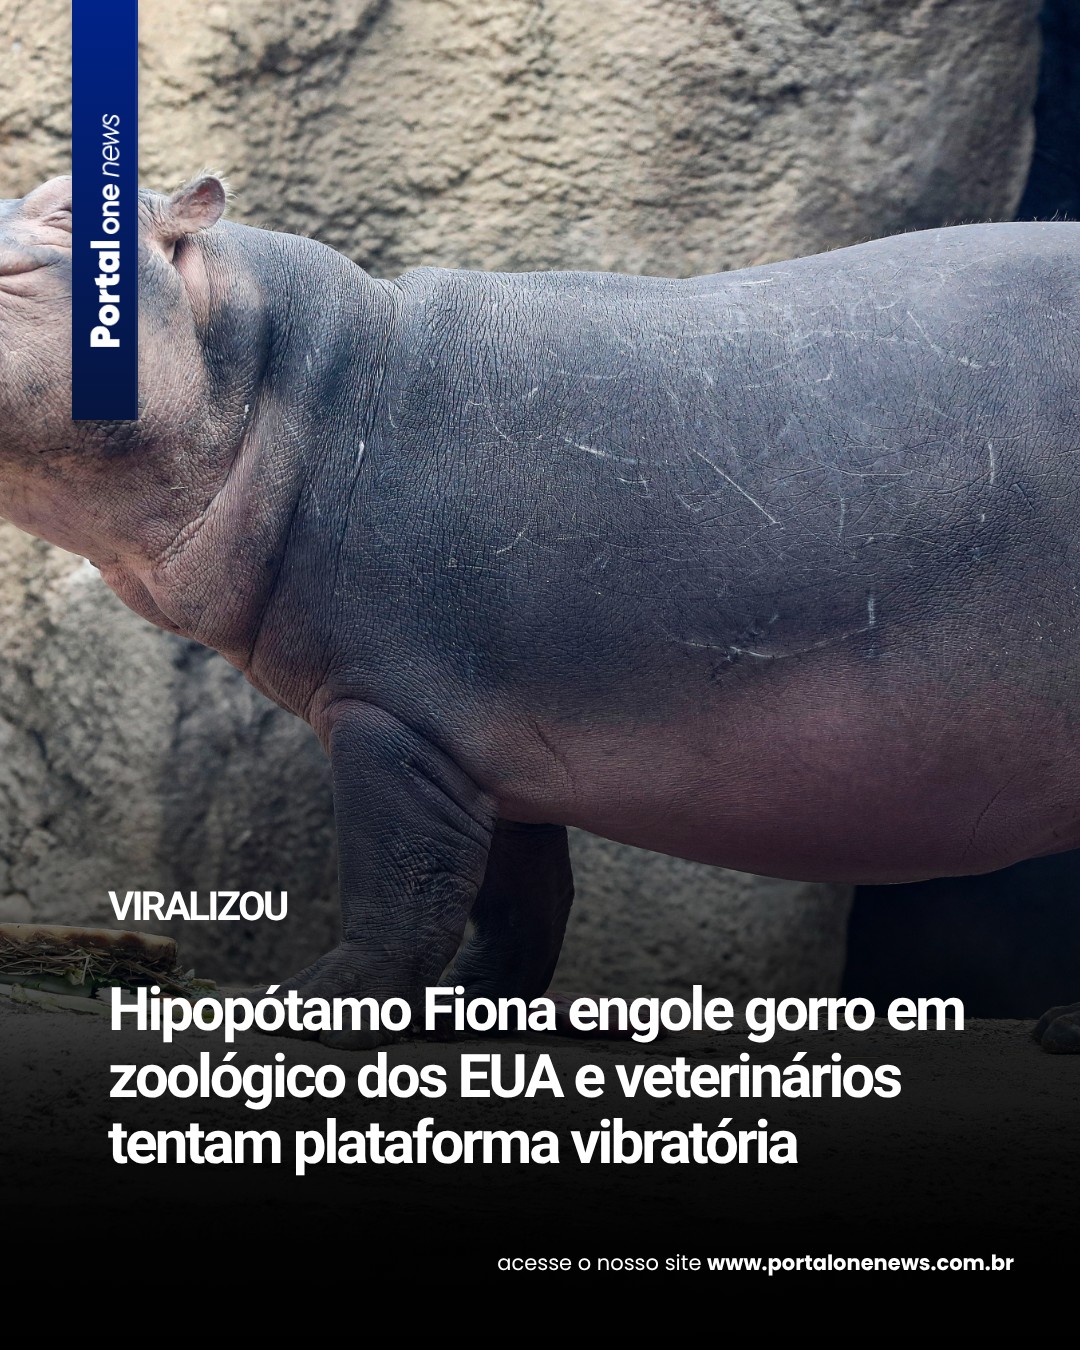 Portal one news
VIRALIZOU
Hipopótamo Fiona engole gorro em
zoológico dos EUA e veterinários
tentam plataforma vibratória
acesse o nosso site www.portalonenews.com.br